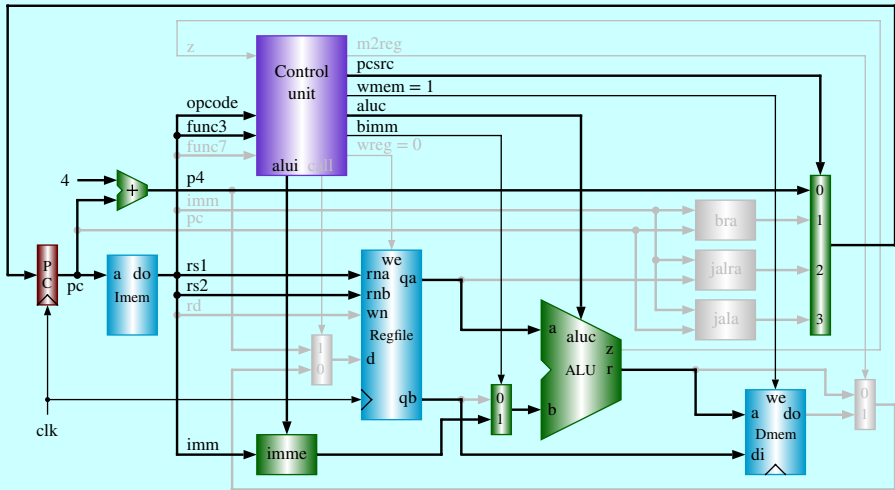 z
m2reg
pcsrc
wmem = 1
aluc
bimm
wreg = 0
Control
unit
alui call
opcode
func3
func7
4
+
p4
imm
pc
0
1
2
3
bra
jalra
jala
P
C
pc
a do
Imem
rs1
rs2
rd
we
rna
rnb
wn
qa
Regfile
d
qb
1
0
a
aluc
z
r
ALU
b
0
1
we
a
do
Dmem
di
0
1
clk
imm
imme